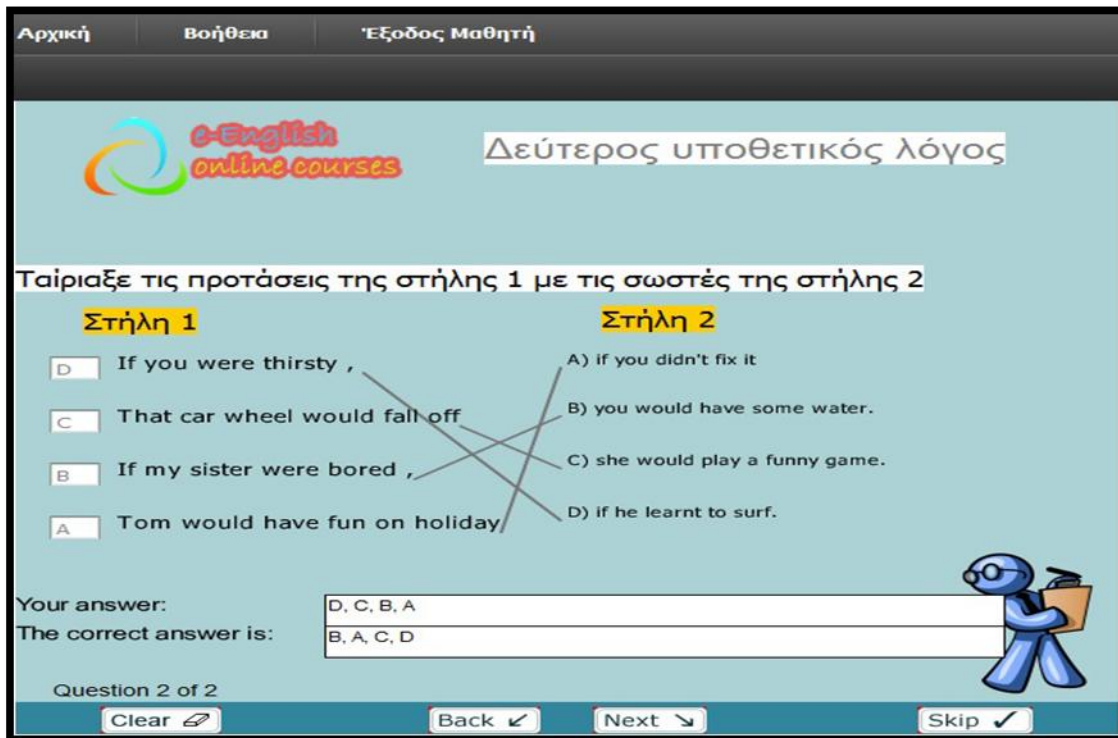 Αρχική Βοήθεια Έξοδος Μαθητή
e-English
online courses
Δεύτερος υποθετικός λόγος
Ταίριαξε τις προτάσεις της στήλης 1 με τις σωστές της στήλης 2
Στήλη 1
Στήλη 2
D If you were thirsty ,
A) if you didn't fix it
C That car wheel would fall off
B) you would have some water.
B If my sister were bored ,
C) she would play a funny game.
A Tom would have fun on holiday
D) if he learnt to surf.
Your answer: D, C, B, A
The correct answer is: B, A, C, D
Question 2 of 2
Clear Back Next Skip